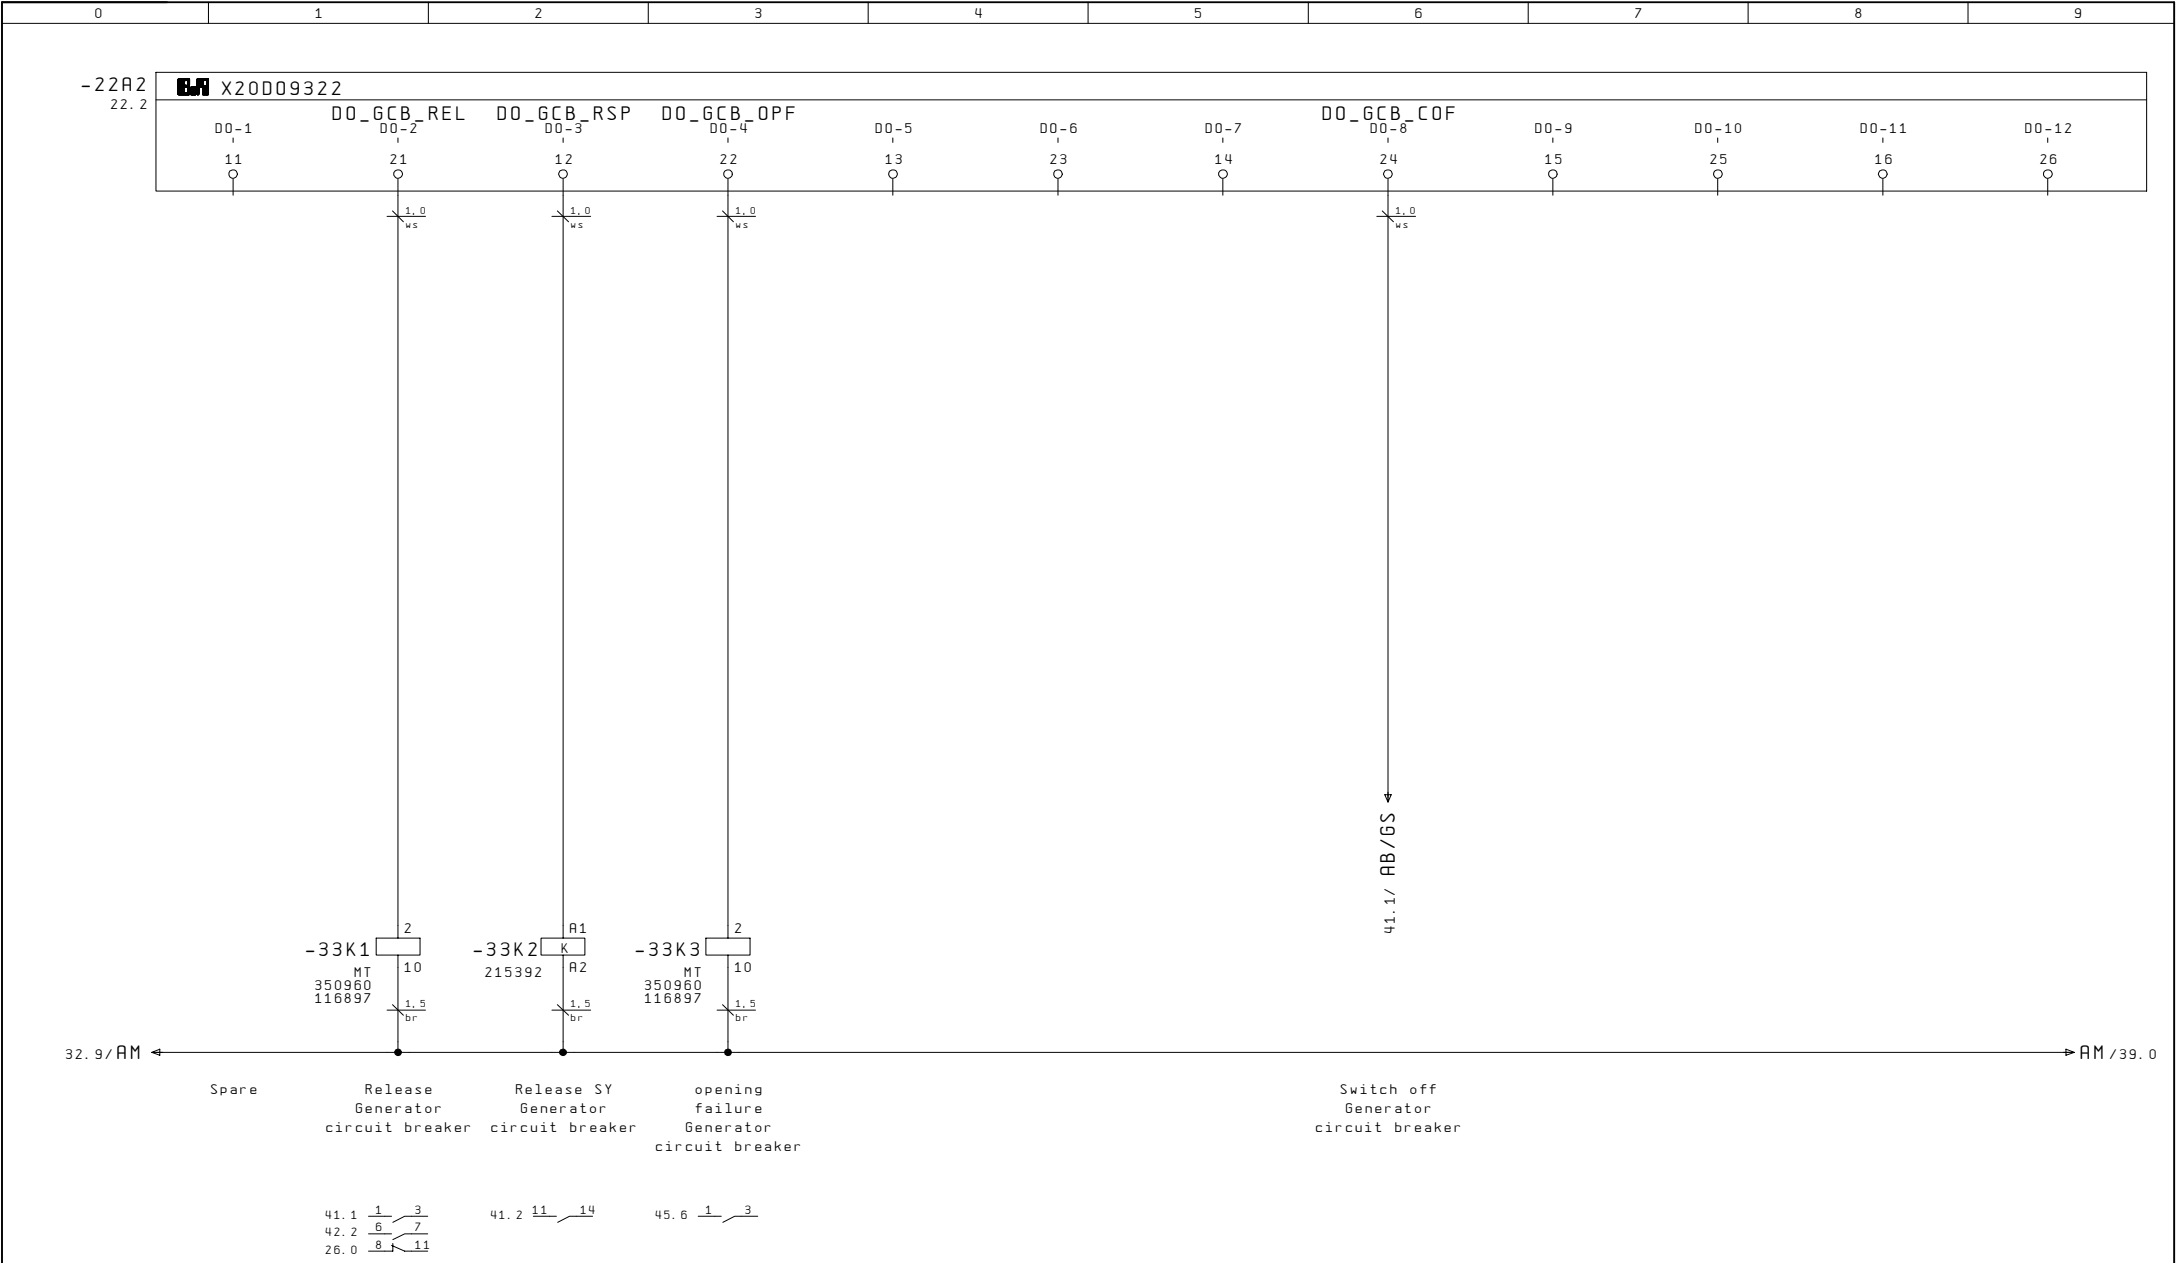 0 1 2 3 4 5 6 7 8 9
-22A2 B&R X20DO9322
22.2
DO_GCB_REL DO_GCB_RSP DO_GCB_OPF DO_GCB_COF
DO-1 DO-2 DO-3 DO-4 DO-5 DO-6 DO-7 DO-8 DO-9 DO-10 DO-11 DO-12
11 21 12 22 13 23 14 24 15 25 16 26
1,0 1,0 1,0 1,0
ws ws ws ws
41.1/ AB/GS
2 A1 2
-33K1 -33K2 K -33K3
10 A2 10
MT 215392 MT
350960 350960
116897 116897
1,5 1,5 1,5
br br br
32.9/AM AM/39.0
Spare Release Release SY opening Switch off
Generator Generator failure Generator
circuit breaker circuit breaker Generator circuit breaker
circuit breaker
41.1 1 3 41.2 11 14 45.6 1 3
42.2 6 7
26.0 8 11